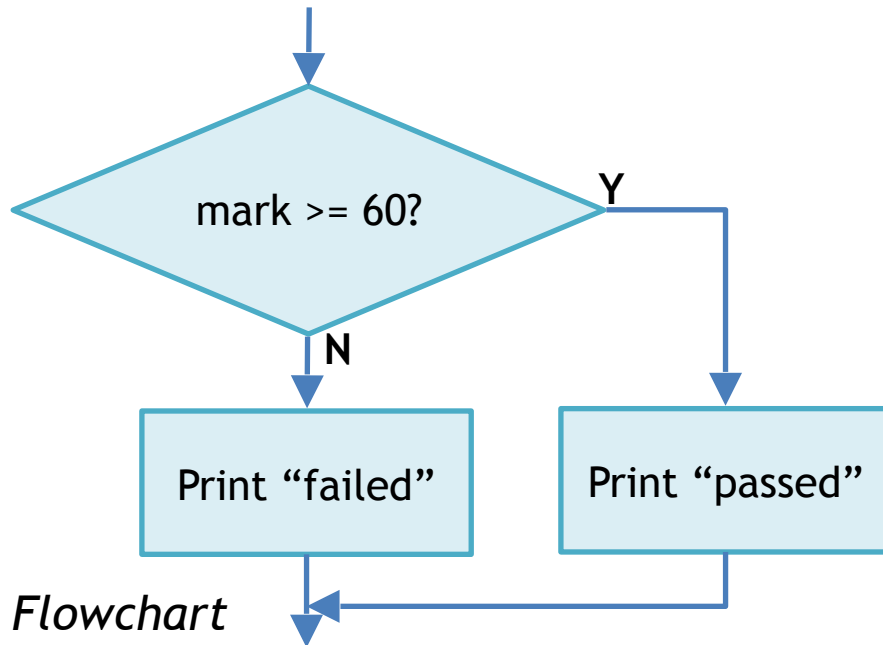 mark >= 60?
Y
N
Print “failed”
Print “passed”
Flowchart